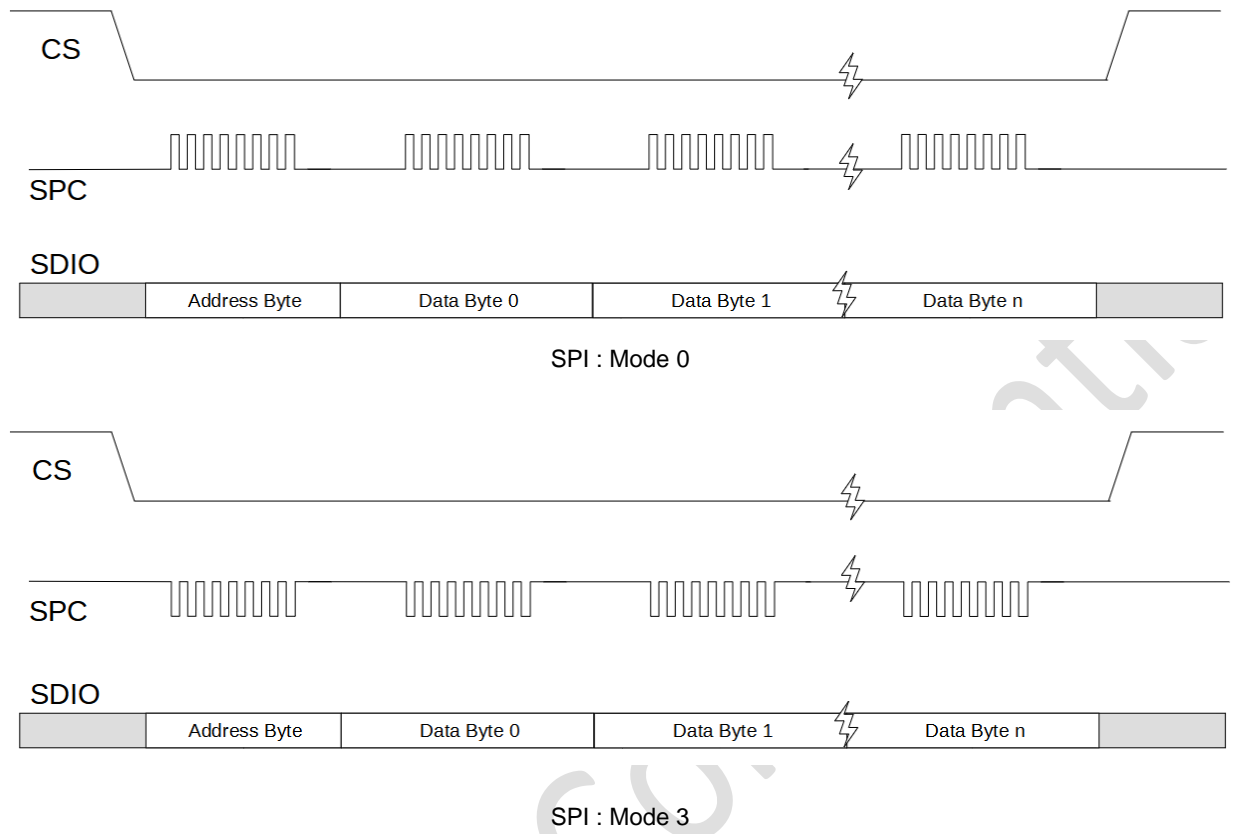 CS
SPC
SDIO
Address Byte Data Byte 0 Data Byte 1 Data Byte n
SPI : Mode 0
CS
SPC
SDIO
Address Byte Data Byte 0 Data Byte 1 Data Byte n
SPI : Mode 3